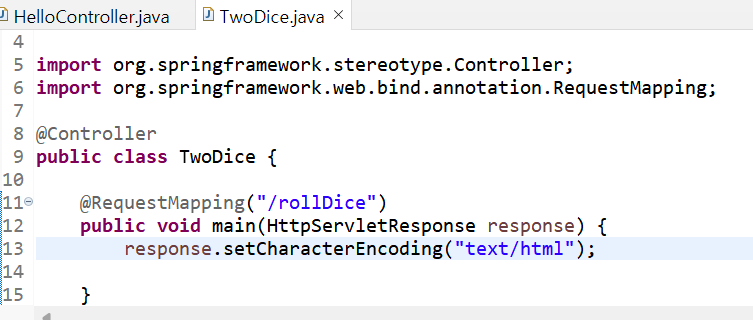 HelloController.java TwoDice.java
4
5 import org.springframework.stereotype.Controller;
6 import org.springframework.web.bind.annotation.RequestMapping;
7
8 @Controller
9 public class TwoDice {
10
11 @RequestMapping("/rollDice")
12 public void main(HttpServletResponse response) {
13 response.setCharacterEncoding("text/html");
14
15 }